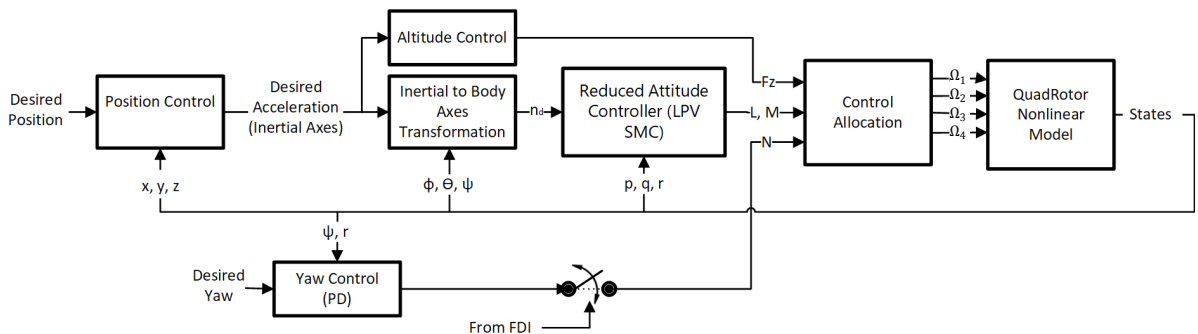 Desired
Position
Position Control
Desired
Acceleration
(Inertial Axes)
Altitude Control
Inertial to Body
Axes
Transformation
n_d
Reduced Attitude
Controller (LPV
SMC)
Fz
L, M
N
Control
Allocation
Ω1
Ω2
Ω3
Ω4
QuadRotor
Nonlinear
Model
States
x, y, z
ϕ, Θ, ψ
p, q, r
ψ, r
Desired
Yaw
Yaw Control
(PD)
From FDI